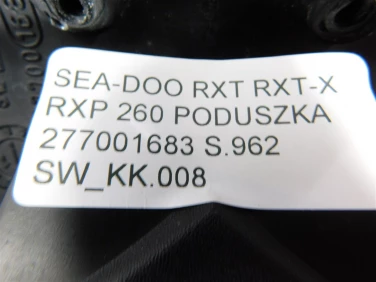 SEA-DOO RXT RXT-X
RXP 260 PODUSZKA
277001683 S.962
SW_KK.008